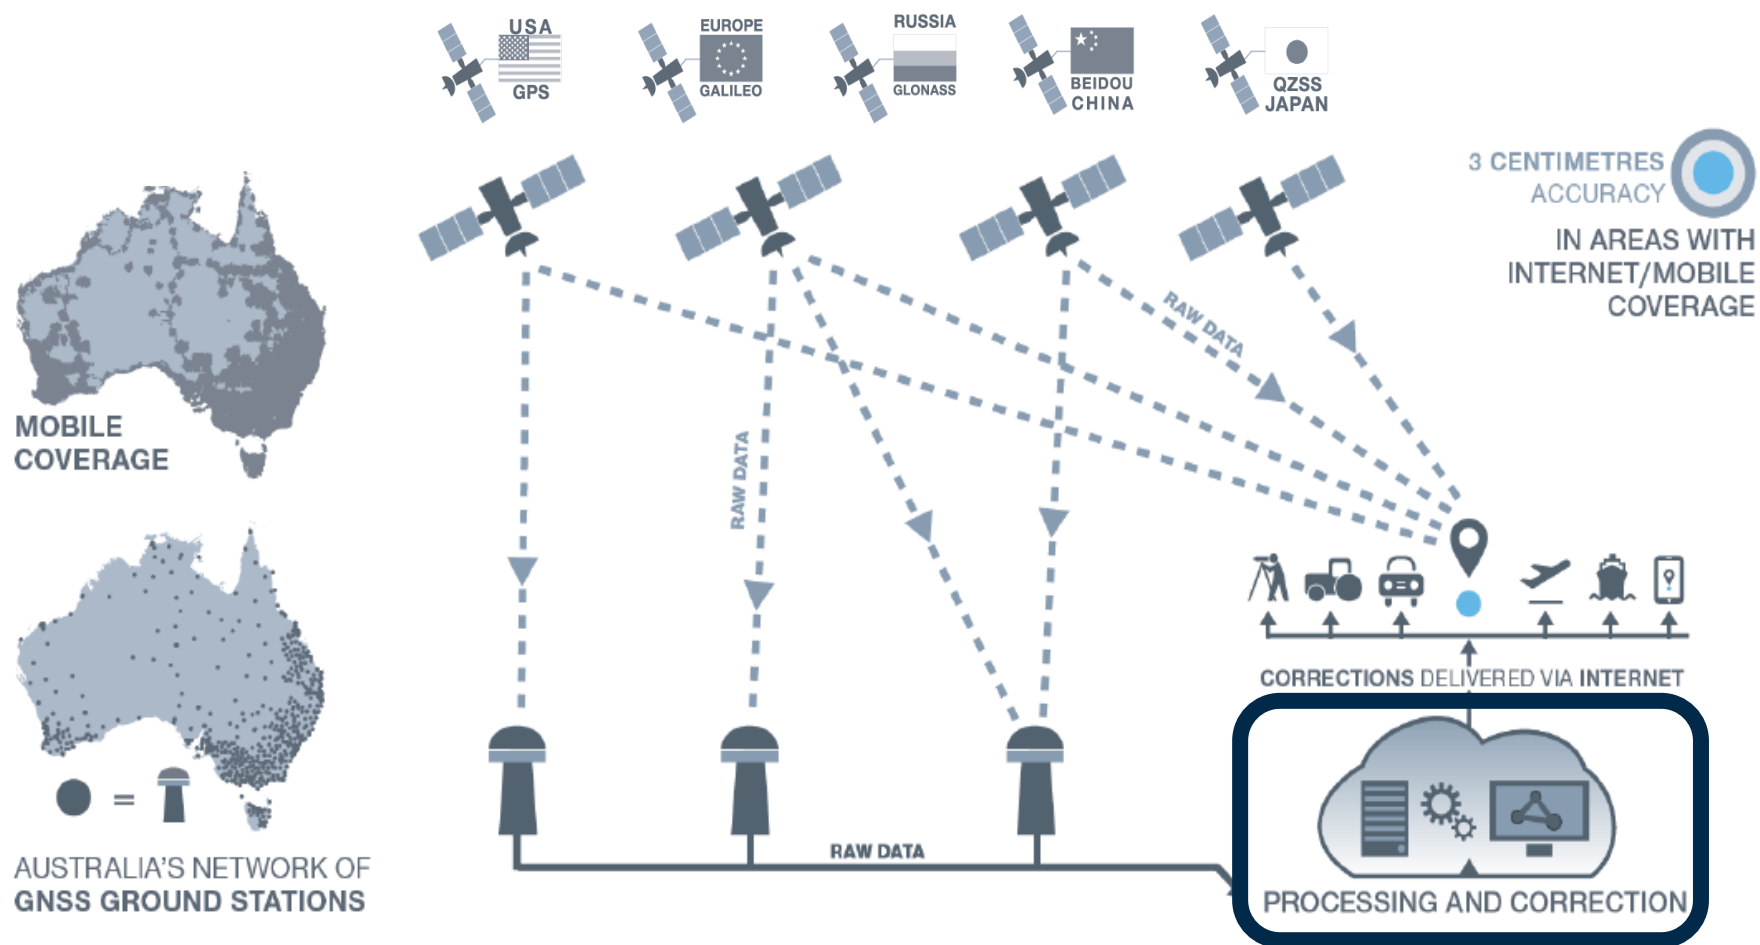 USA
GPS
EUROPE
GALILEO
RUSSIA
GLONASS
BEIDOU
CHINA
QZSS
JAPAN
3 CENTIMETRES
ACCURACY
IN AREAS WITH
INTERNET/MOBILE
COVERAGE
MOBILE
COVERAGE
RAW DATA
RAW DATA
CORRECTIONS DELIVERED VIA INTERNET
=
RAW DATA
AUSTRALIA'S NETWORK OF
GNSS GROUND STATIONS
PROCESSING AND CORRECTION